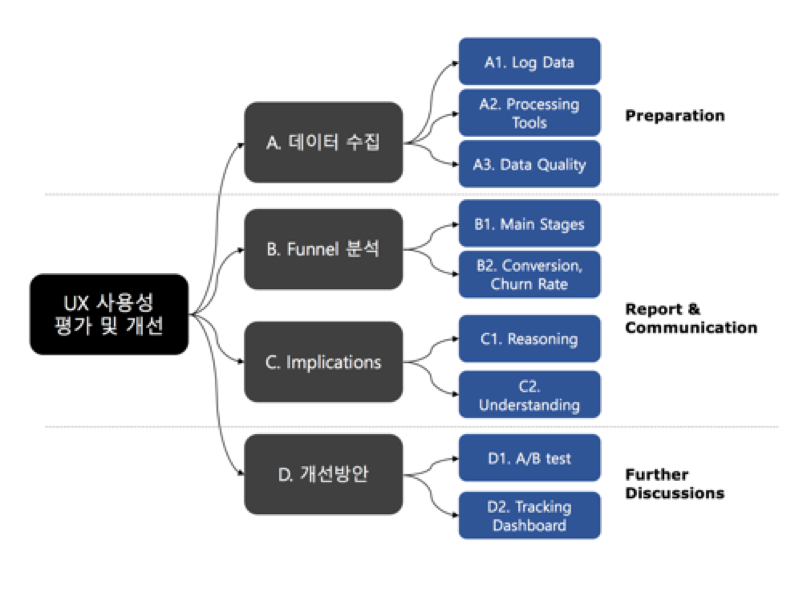 A1. Log Data
A2. Processing
Tools
Preparation
A. 데이터 수집
A3. Data Quality
B1. Main Stages
B. Funnel 분석
B2. Conversion,
Churn Rate
UX 사용성
평가 및 개선
Report &
Communication
C1. Reasoning
C. Implications
C2.
Understanding
D1. A/B test
D. 개선방안
Further
Discussions
D2. Tracking
Dashboard